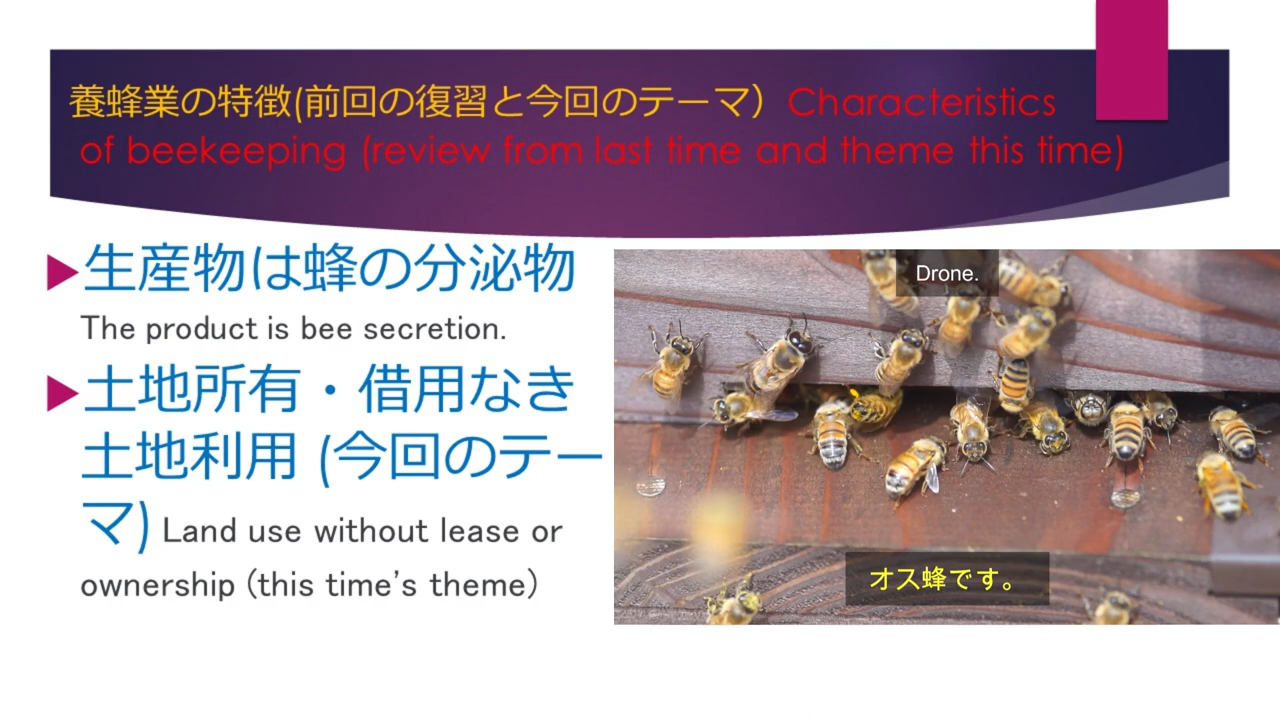 養蜂業の特徴(前回の復習と今回のテーマ）Characteristics
of beekeeping (review from last time and theme this time)
生産物は蜂の分泌物
The product is bee secretion.
土地所有・借用なき
土地利用 (今回のテー
マ) Land use without lease or
ownership (this time’s theme)
Drone.
オス蜂です。